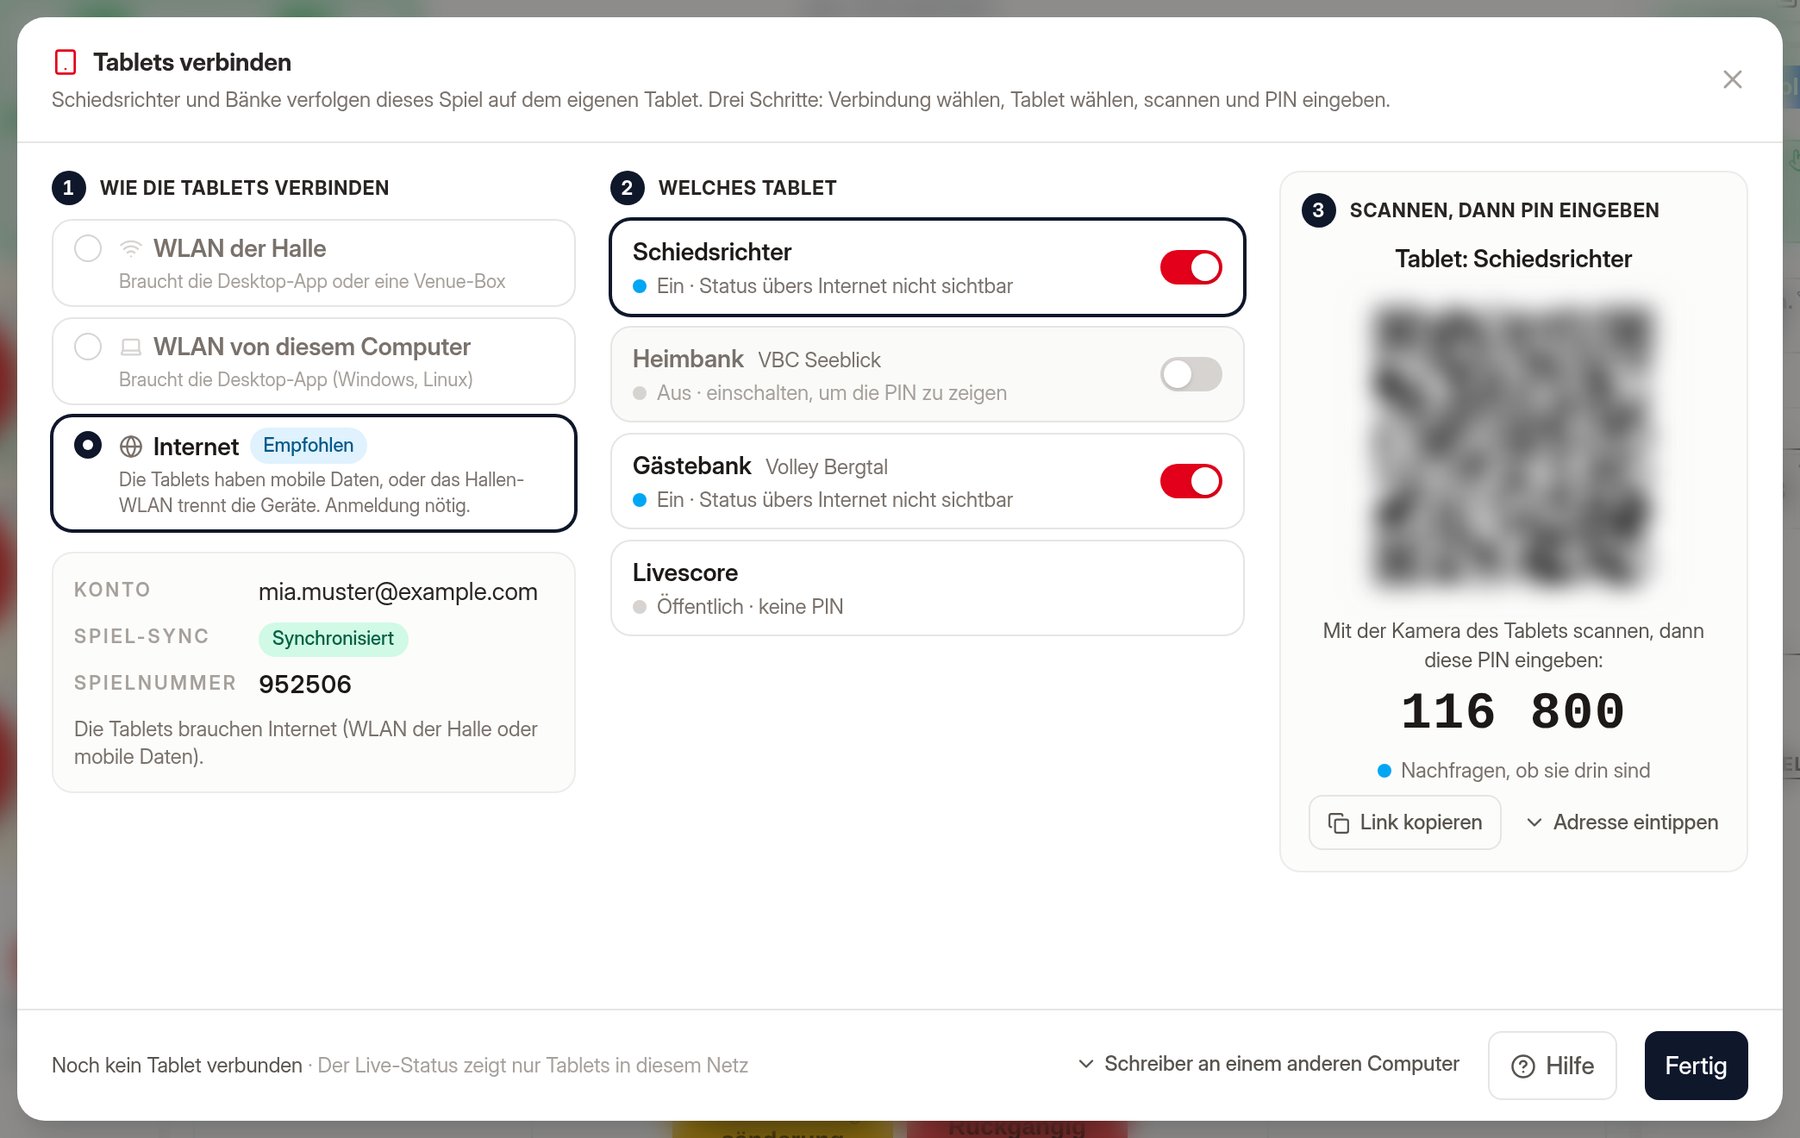 Tablets verbinden
Schiedsrichter und Bänke verfolgen dieses Spiel auf dem eigenen Tablet. Drei Schritte: Verbindung wählen, Tablet wählen, scannen und PIN eingeben.
1 WIE DIE TABLETS VERBINDEN
WLAN der Halle
Braucht die Desktop-App oder eine Venue-Box
WLAN von diesem Computer
Braucht die Desktop-App (Windows, Linux)
Internet Empfohlen
Die Tablets haben mobile Daten, oder das Hallen-
WLAN trennt die Geräte. Anmeldung nötig.
KONTO mia.muster@example.com
SPIEL-SYNC Synchronisiert
SPIELNUMMER 952506
Die Tablets brauchen Internet (WLAN der Halle oder
mobile Daten).
2 WELCHES TABLET
Schiedsrichter
Ein · Status übers Internet nicht sichtbar
Heimbank VBC Seeblick
Aus · einschalten, um die PIN zu zeigen
Gästebank Volley Bergtal
Ein · Status übers Internet nicht sichtbar
Livescore
Öffentlich · keine PIN
3 SCANNEN, DANN PIN EINGEBEN
Tablet: Schiedsrichter
Mit der Kamera des Tablets scannen, dann
diese PIN eingeben:
116 800
Nachfragen, ob sie drin sind
Link kopieren
Adresse eintippen
Noch kein Tablet verbunden · Der Live-Status zeigt nur Tablets in diesem Netz
Schreiber an einem anderen Computer
Hilfe
Fertig
Rückgängig